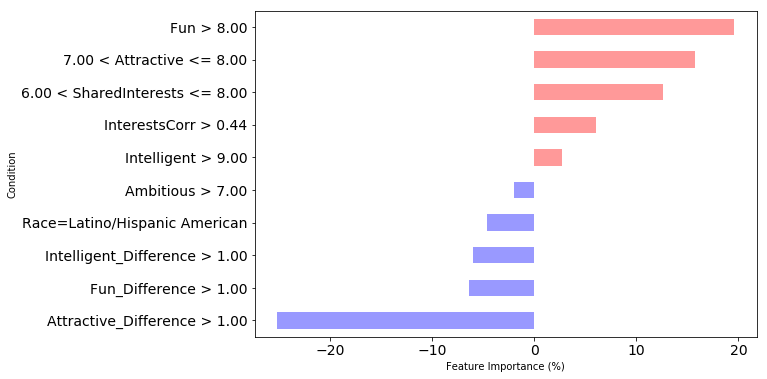 Fun > 8.00
7.00 < Attractive <= 8.00
6.00 < SharedInterests <= 8.00
InterestsCorr > 0.44
Intelligent > 9.00
Ambitious > 7.00
Race=Latino/Hispanic American
Intelligent_Difference > 1.00
Fun_Difference > 1.00
Attractive_Difference > 1.00
Condition
−20 −10 0 10 20
Feature Importance (%)